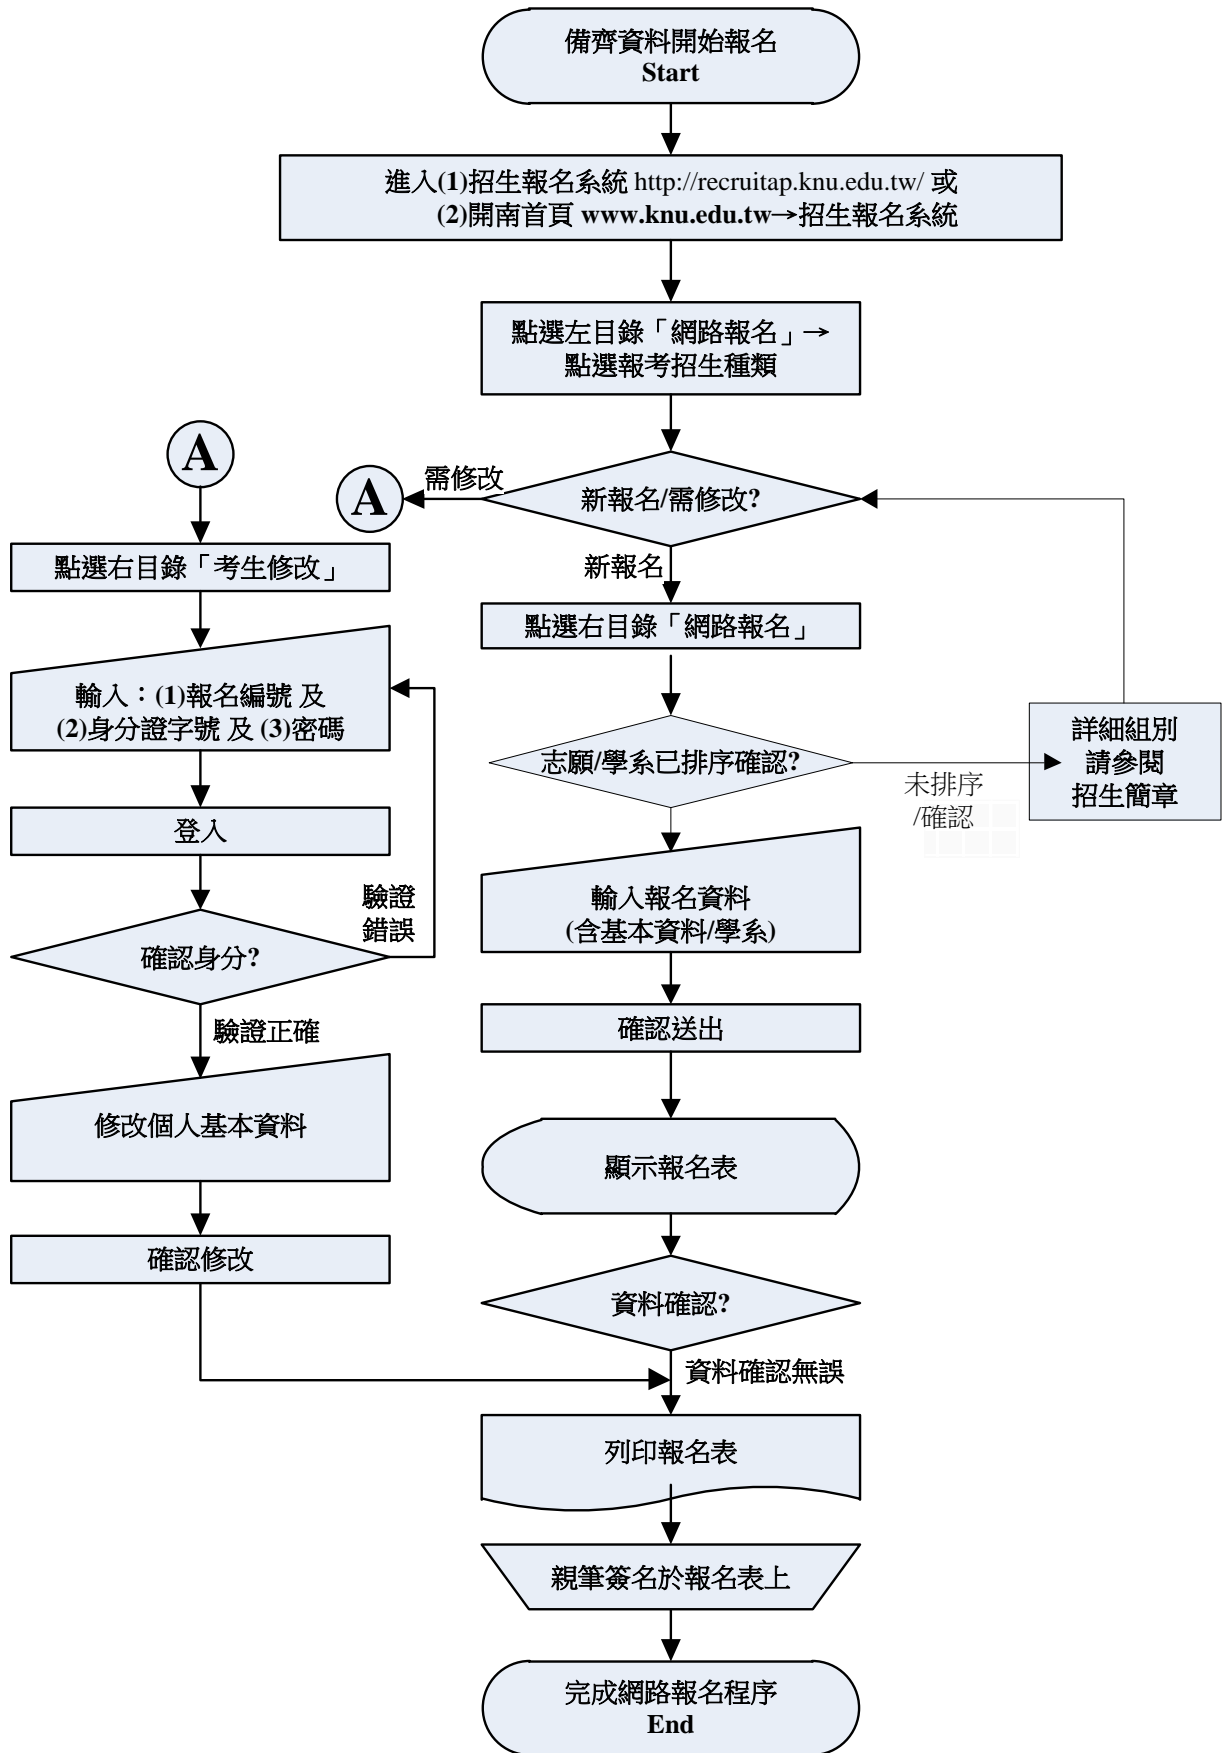 備齊資料開始報名
Start
進入(1)招生報名系統 http://recruitap.knu.edu.tw/ 或
(2)開南首頁 www.knu.edu.tw→招生報名系統
點選左目錄「網路報名」→
點選報考招生種類
新報名/需修改?
需修改
A
A
點選右目錄「考生修改」
輸入：(1)報名編號 及
(2)身分證字號 及 (3)密碼
登入
確認身分?
驗證
錯誤
驗證正確
修改個人基本資料
確認修改
新報名
點選右目錄「網路報名」
志願/學系已排序確認?
未排序
/確認
詳細組別
請參閱
招生簡章
輸入報名資料
(含基本資料/學系)
確認送出
顯示報名表
資料確認?
資料確認無誤
列印報名表
親筆簽名於報名表上
完成網路報名程序
End